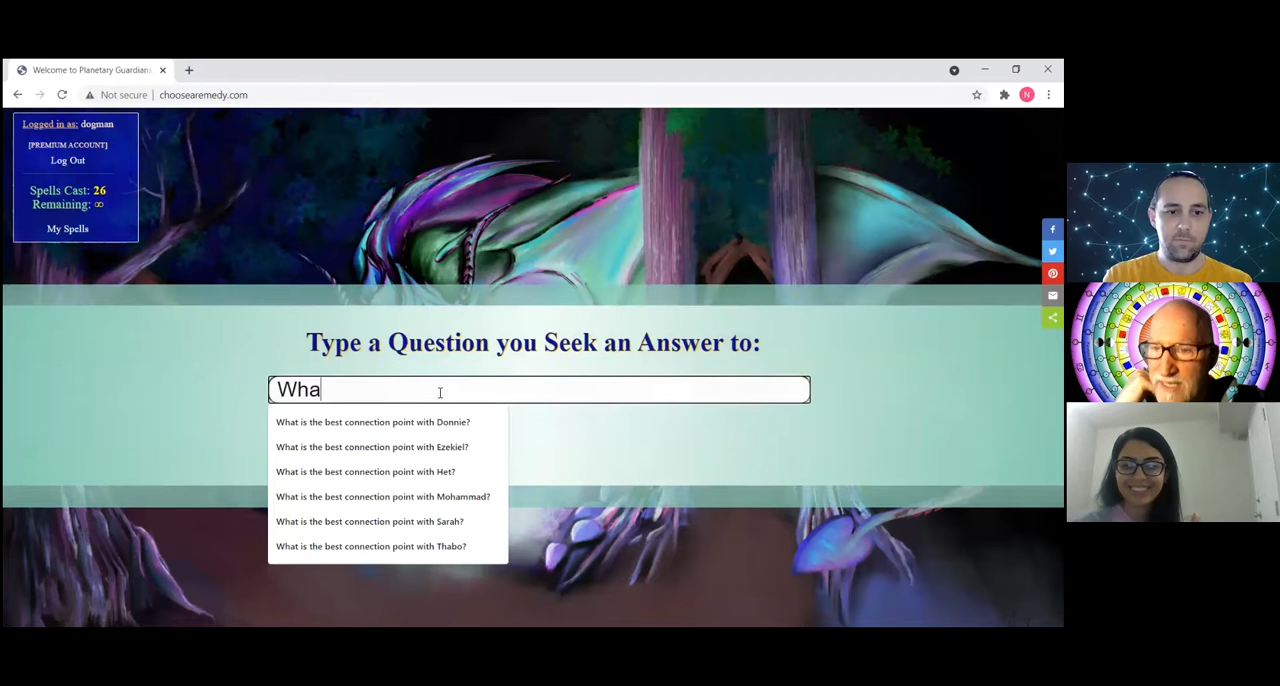 Welcome to Planetary Guardians
Not secure
choosearemedy.com
N
Logged in as: dogman
[PREMIUM ACCOUNT]
Log Out
Spells Cast: 26
Remaining: ∞
My Spells
Type a Question you Seek an Answer to:
Wha
What is the best connection point with Donnie?
What is the best connection point with Ezekiel?
What is the best connection point with Het?
What is the best connection point with Mohammad?
What is the best connection point with Sarah?
What is the best connection point with Thabo?